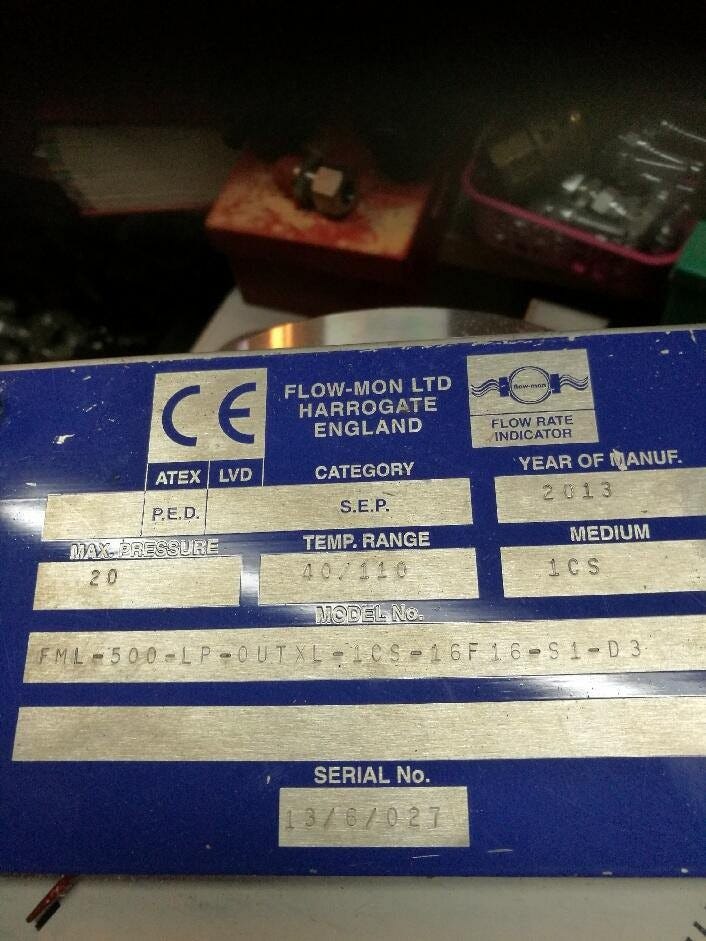 CE
FLOW-MON LTD
HARROGATE
ENGLAND
flow-mon
FLOW RATE
INDICATOR
ATEX LVD
P.E.D.
CATEGORY
S.E.P.
YEAR OF MANUF.
2013
MAX. PRESSURE
20
TEMP. RANGE
40/110
MEDIUM
1CS
MODEL No.
FML-500-LP-OUTXL-1CS-16F16-S1-D3
SERIAL No.
13/6/027